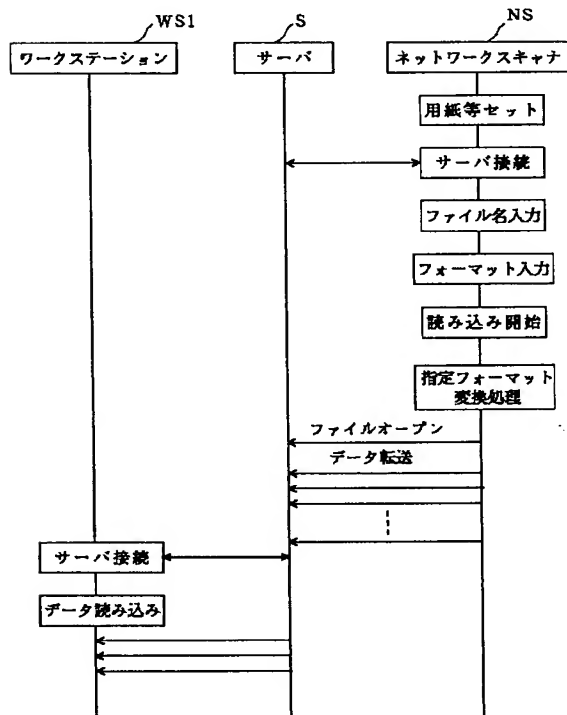 WS1 S NS
ワークステーション サーバ ネットワークスキャナ
用紙等セット
サーバ接続
ファイル名入力
フォーマット入力
読み込み開始
指定フォーマット
変換処理
ファイルオープン
データ転送
サーバ接続
データ読み込み